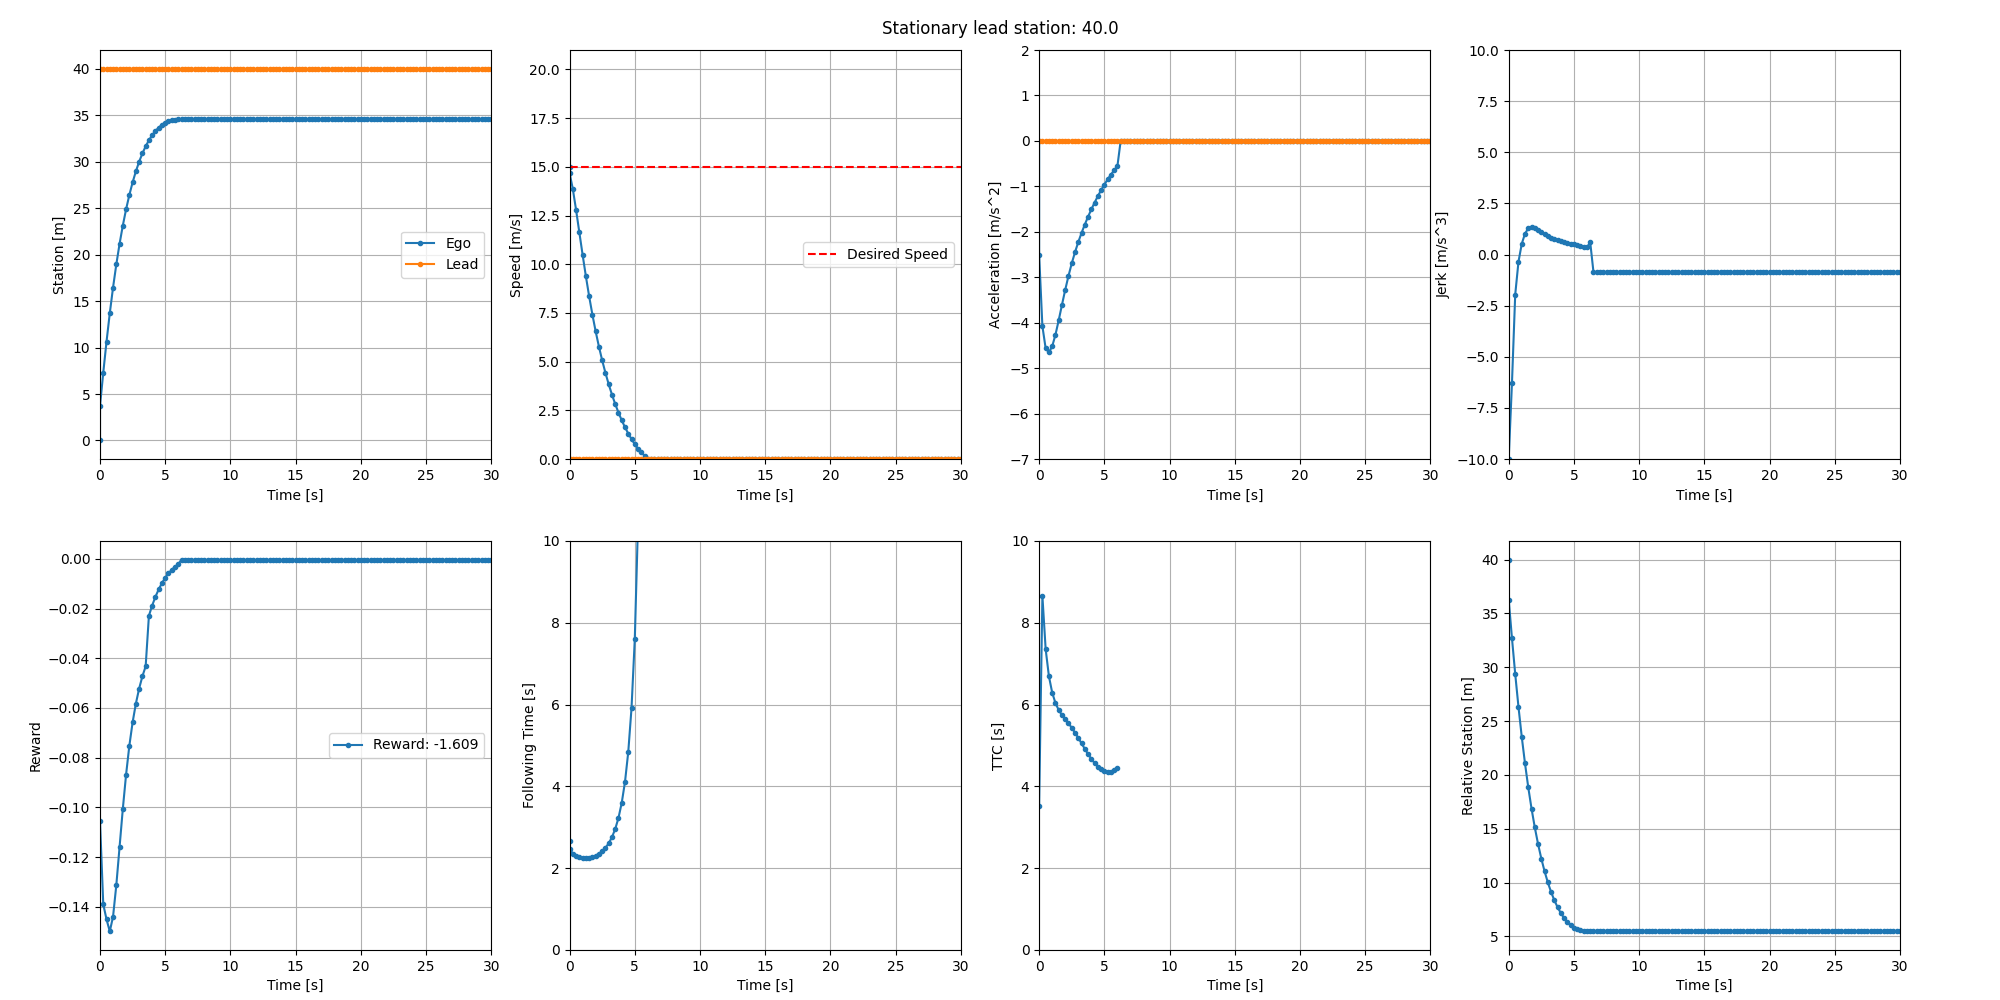 Stationary lead station: 40.0
Station [m]
40
35
30
25
20
15
10
5
0
Ego
Lead
0 5 10 15 20 25 30
Time [s]
Speed [m/s]
20.0
17.5
15.0
12.5
10.0
7.5
5.0
2.5
0.0
Desired Speed
0 5 10 15 20 25 30
Time [s]
Acceleration [m/s^2]
2
1
0
−1
−2
−3
−4
−5
−6
−7
0 5 10 15 20 25 30
Time [s]
Jerk [m/s^3]
10.0
7.5
5.0
2.5
0.0
−2.5
−5.0
−7.5
−10.0
0 5 10 15 20 25 30
Time [s]
Reward
0.00
−0.02
−0.04
−0.06
−0.08
−0.10
−0.12
−0.14
Reward: -1.609
0 5 10 15 20 25 30
Time [s]
Following Time [s]
10
8
6
4
2
0
0 5 10 15 20 25 30
Time [s]
TTC [s]
10
8
6
4
2
0
0 5 10 15 20 25 30
Time [s]
Relative Station [m]
40
35
30
25
20
15
10
5
0 5 10 15 20 25 30
Time [s]